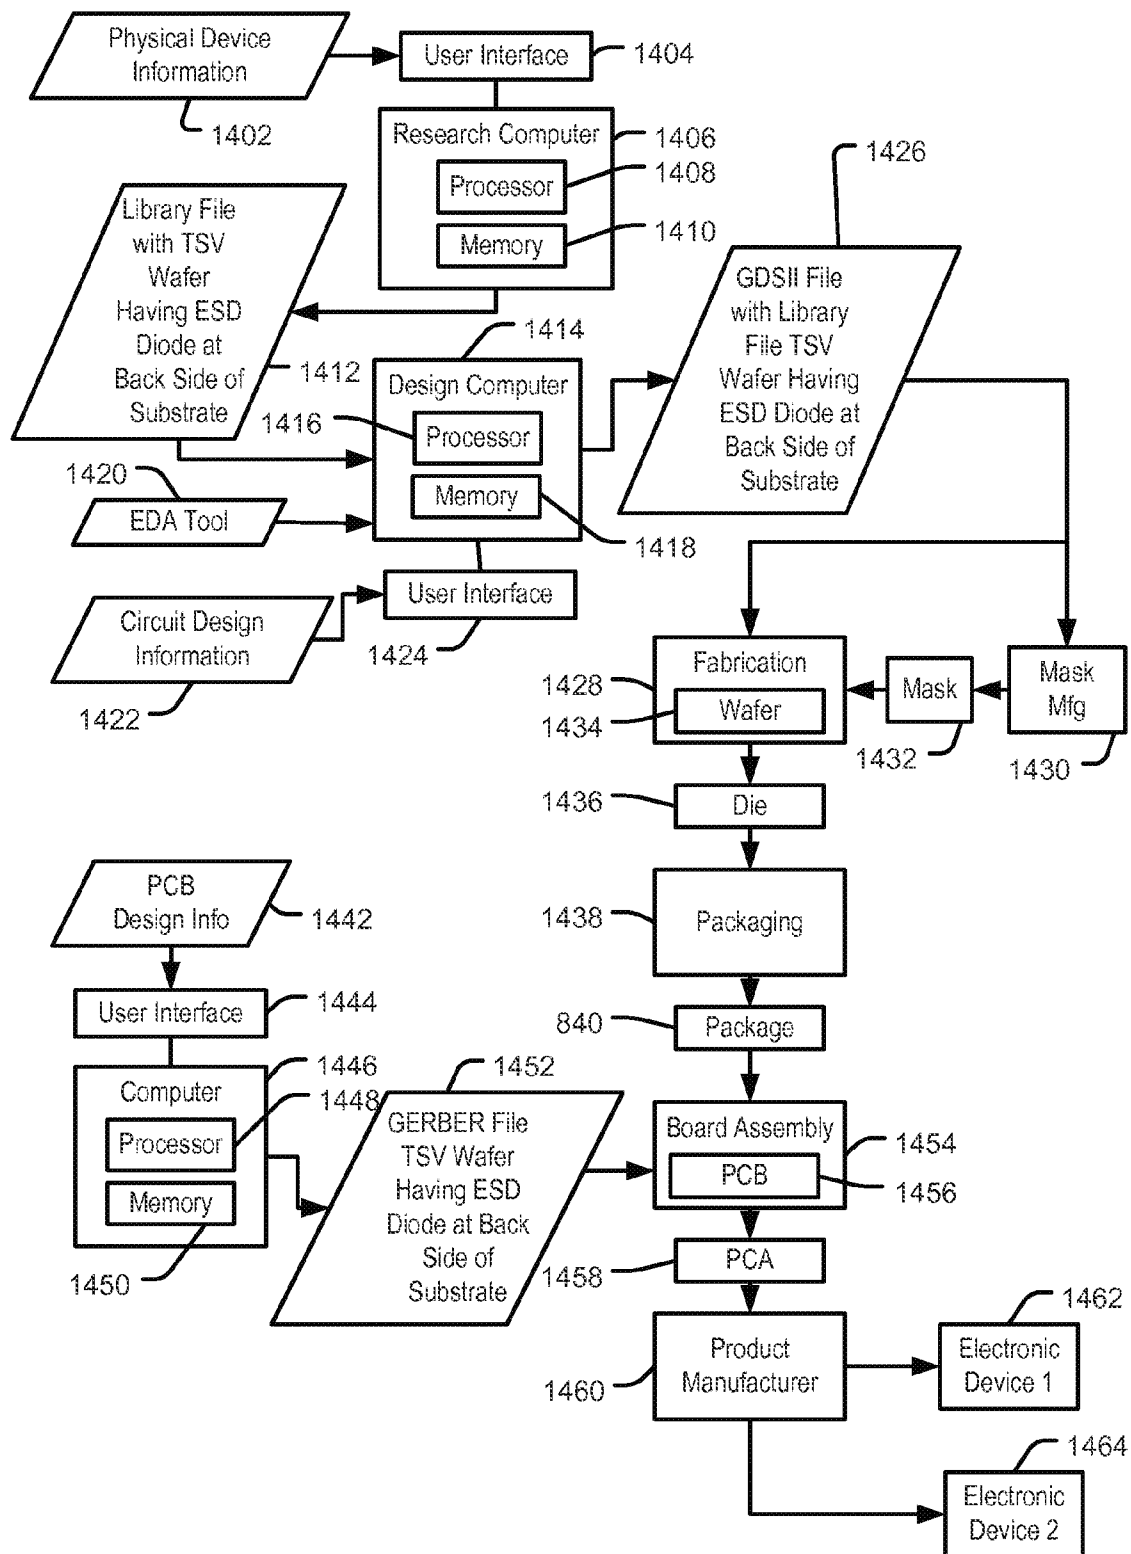 Physical Device
Information
1402
User Interface
1404
Research Computer
1406
Processor
1408
Memory
1410
Library File
with TSV
Wafer
Having ESD
Diode at
Back Side of
Substrate
1412
1414
Design Computer
1416
Processor
Memory
1418
1420
EDA Tool
User Interface
1424
Circuit Design
Information
1422
1426
GDSII File
with Library
File TSV
Wafer Having
ESD Diode at
Back Side of
Substrate
Fabrication
1428
Wafer
1434
Mask
1432
Mask
Mfg
1430
1436
Die
1438
Packaging
840
Package
PCB
Design Info
1442
User Interface
1444
Computer
1446
Processor
1448
Memory
1450
1452
GERBER File
TSV Wafer
Having ESD
Diode at Back
Side of
Substrate
Board Assembly
1454
PCB
1456
1458
PCA
Product
Manufacturer
1460
1462
Electronic
Device 1
1464
Electronic
Device 2